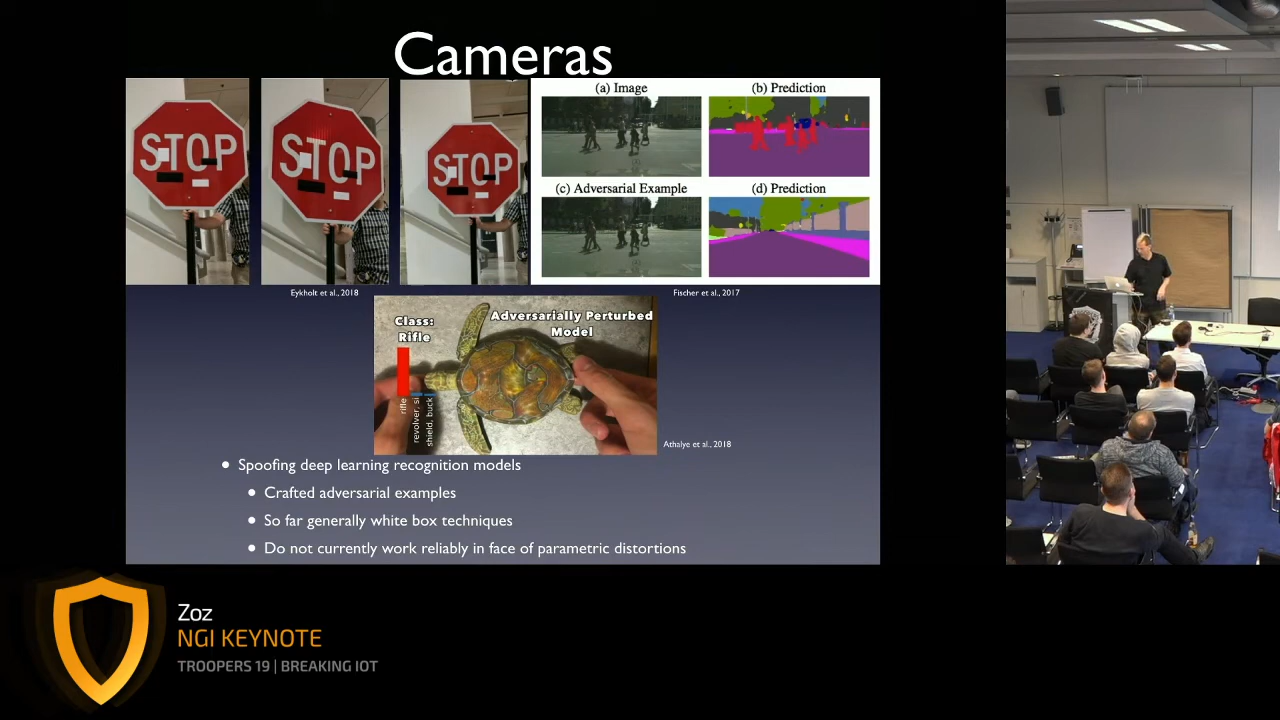 Cameras
STOP
STOP
STOP
(a) Image
(b) Prediction
(c) Adversarial Example
(d) Prediction
Eykholt et al., 2018
Fischer et al., 2017
Class:
Rifle
Adversarially Perturbed
Model
rifle
revolver, si
shield, buck
Athalye et al., 2018
• Spoofing deep learning recognition models
• Crafted adversarial examples
• So far generally white box techniques
• Do not currently work reliably in face of parametric distortions
Zoz
NGI KEYNOTE
TROOPERS 19 | BREAKING IOT